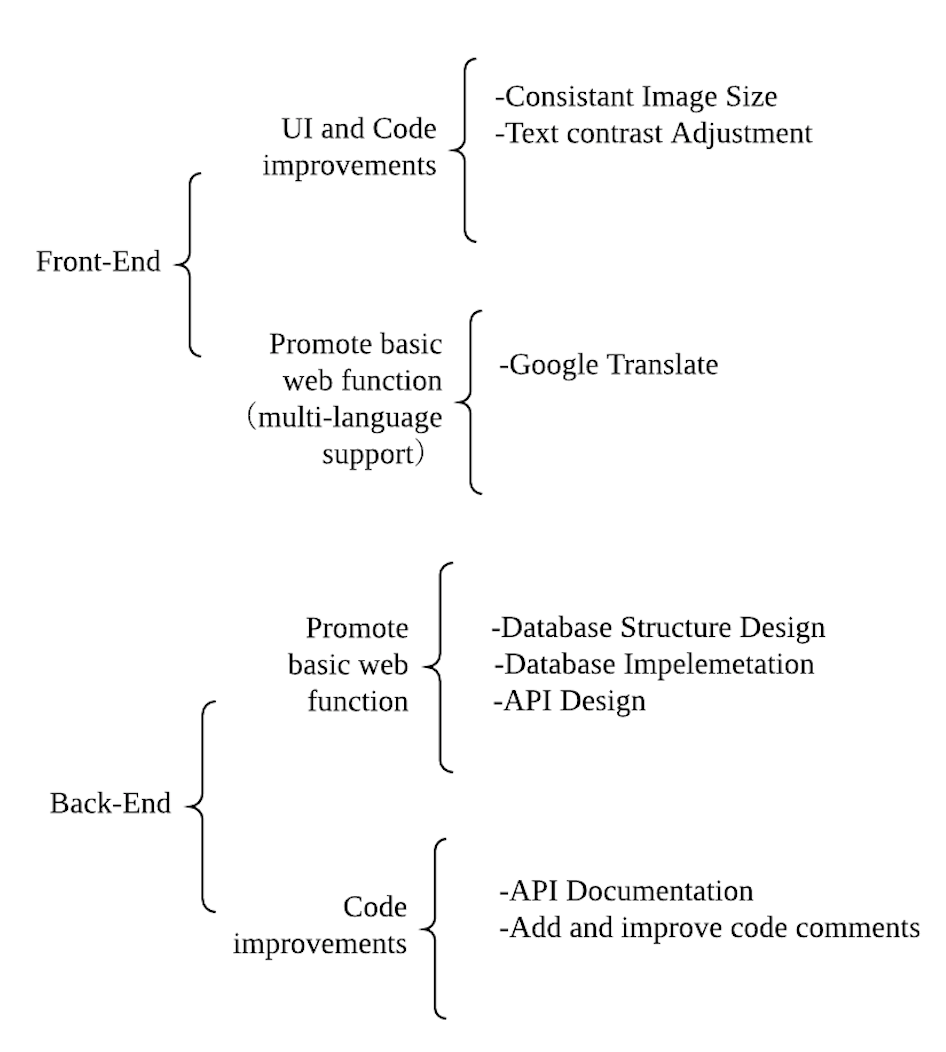 UI and Code
improvements
-Consistant Image Size
-Text contrast Adjustment
Front-End
Promote basic
web function
（multi-language
support）
-Google Translate
Promote
basic web
function
-Database Structure Design
-Database Impelemetation
-API Design
Back-End
Code
improvements
-API Documentation
-Add and improve code comments